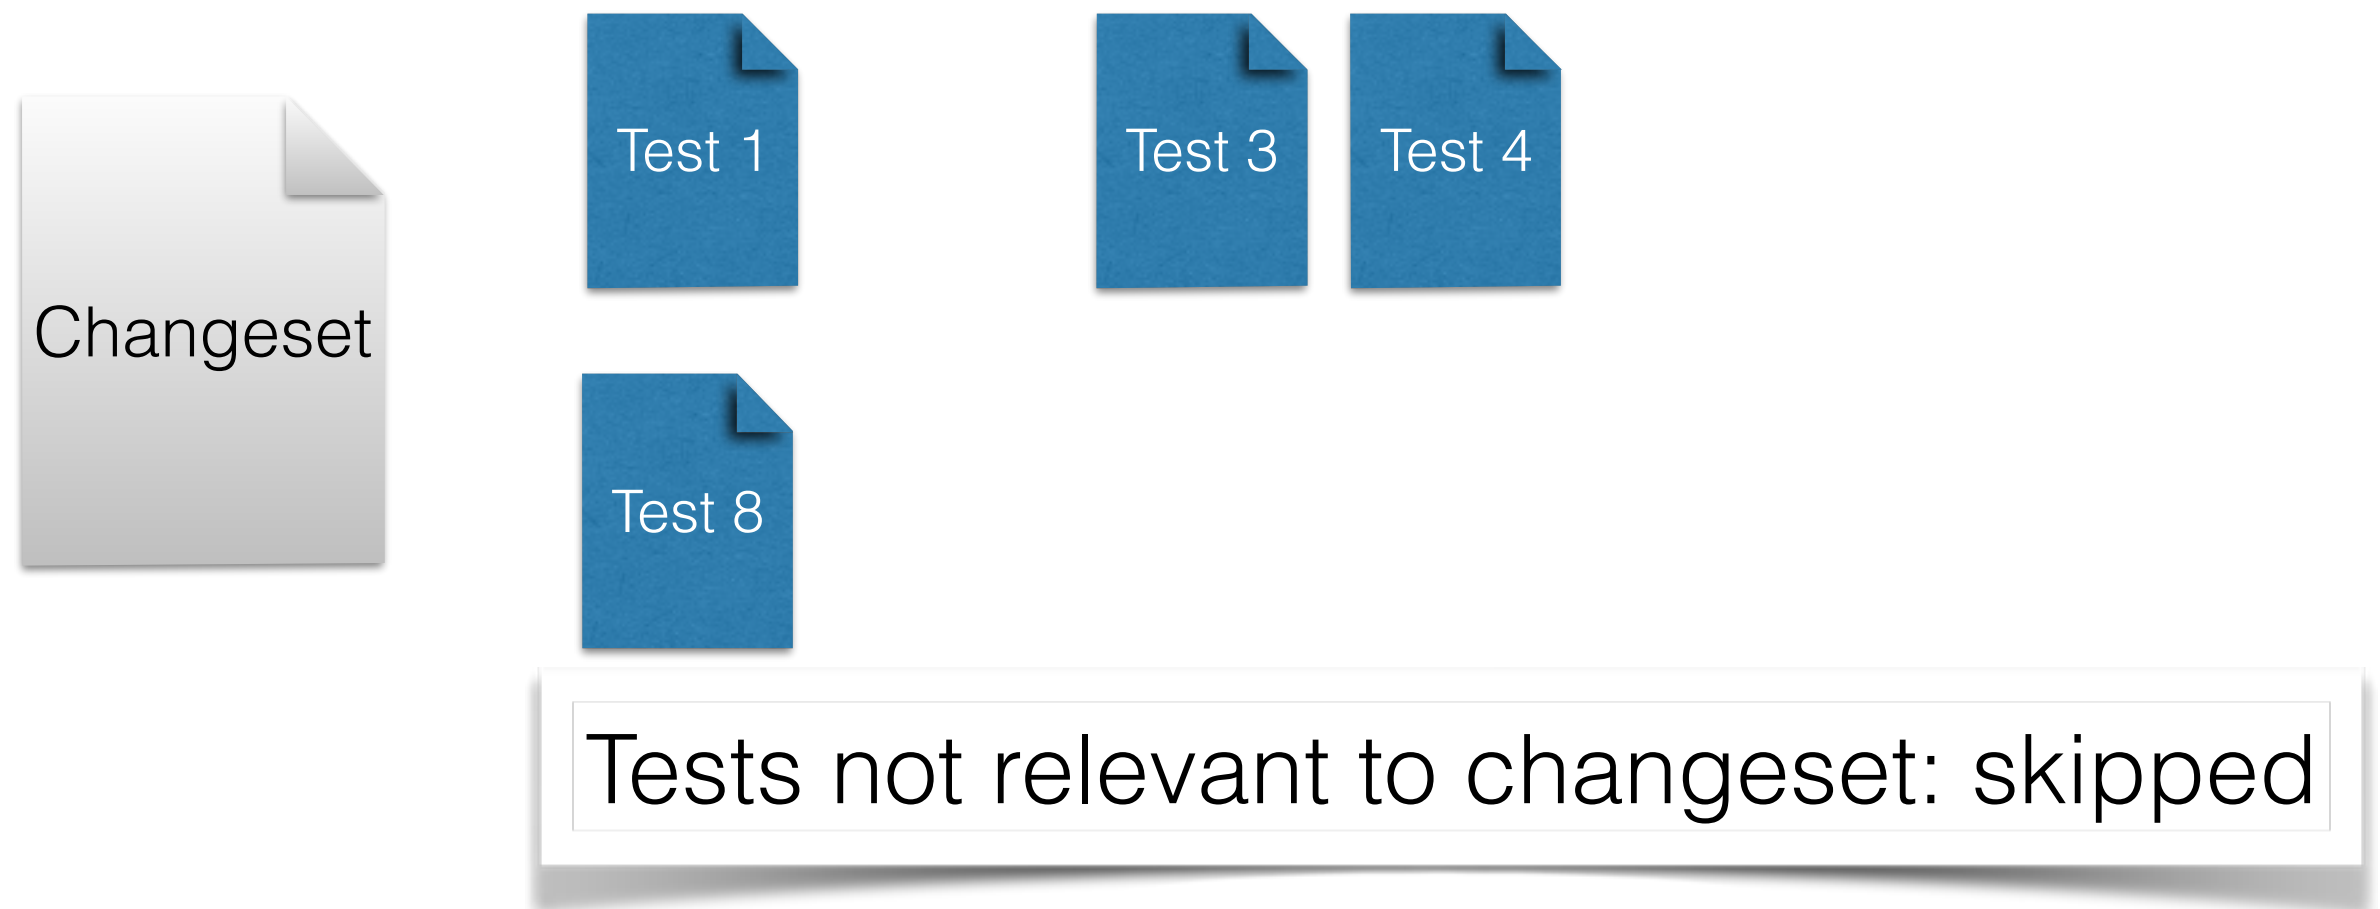 Changeset
Test 1
Test 3
Test 4
Test 8
Tests not relevant to changeset: skipped